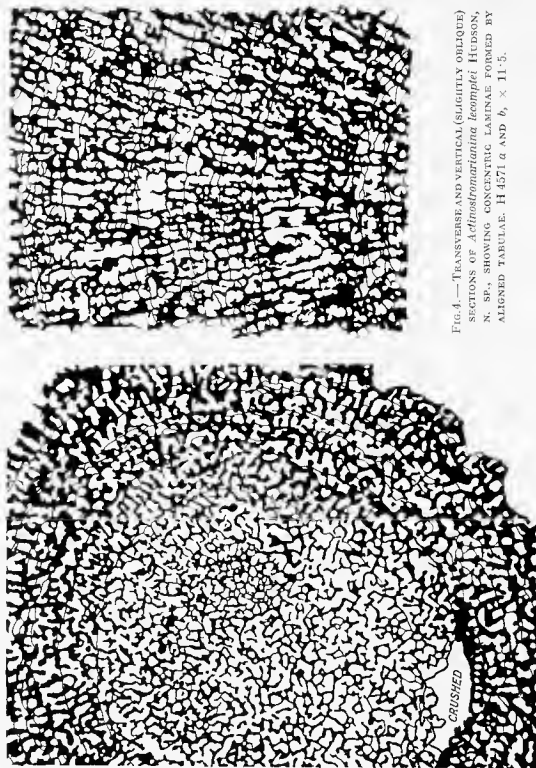 CRUSHED
FIG. 4.—TRANSVERSE AND VERTICAL (SLIGHTLY OBLIQUE)
SECTIONS OF Actinostromarianina lecomptei HUDSON,
N. SP., SHOWING CONCENTRIC LAMINAE FORMED BY
ALIGNED TABULAE. H 4571 a AND b, × 11·5.